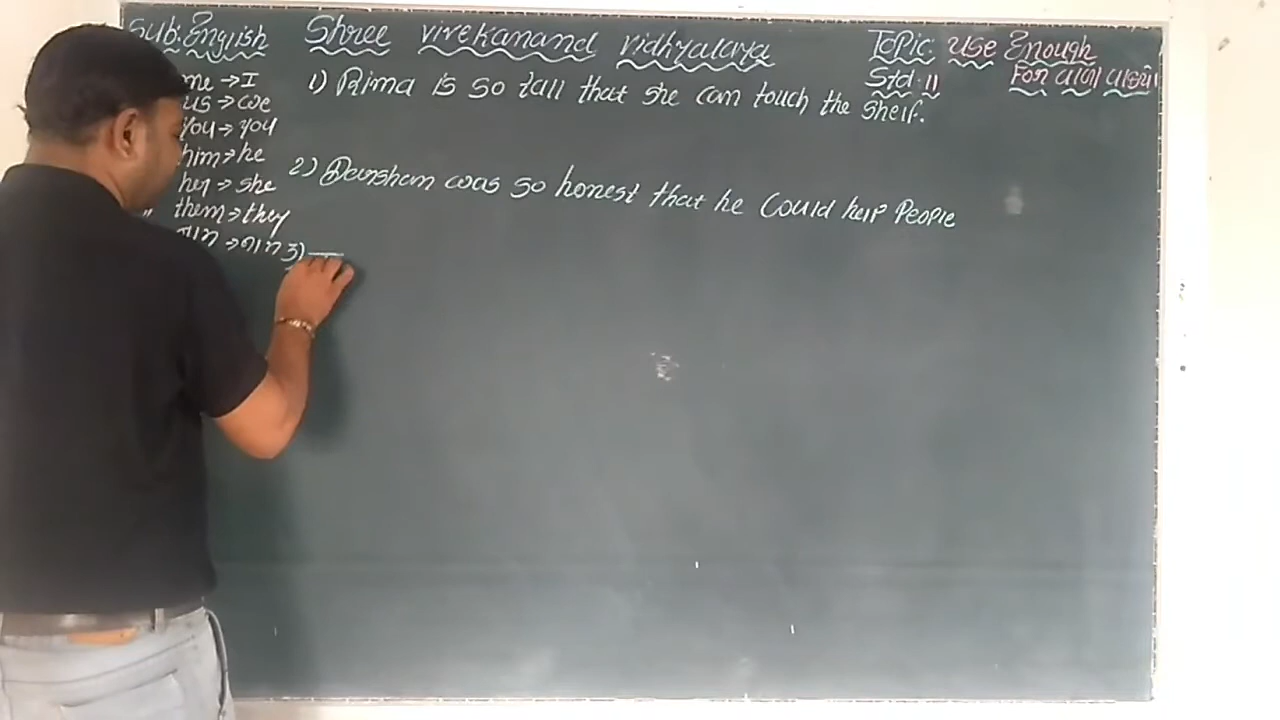 Sub: English
Shree vivekanand vidhyalaya
Topic: use Enough
Std 11
For વાળા વાક્યો
me → I
us → we
you → you
him → he
her → she
them → they
નામ → નામ
1) Rima is so tall that she can touch the shelf.
2) Darsham was so honest that he could help people
3)